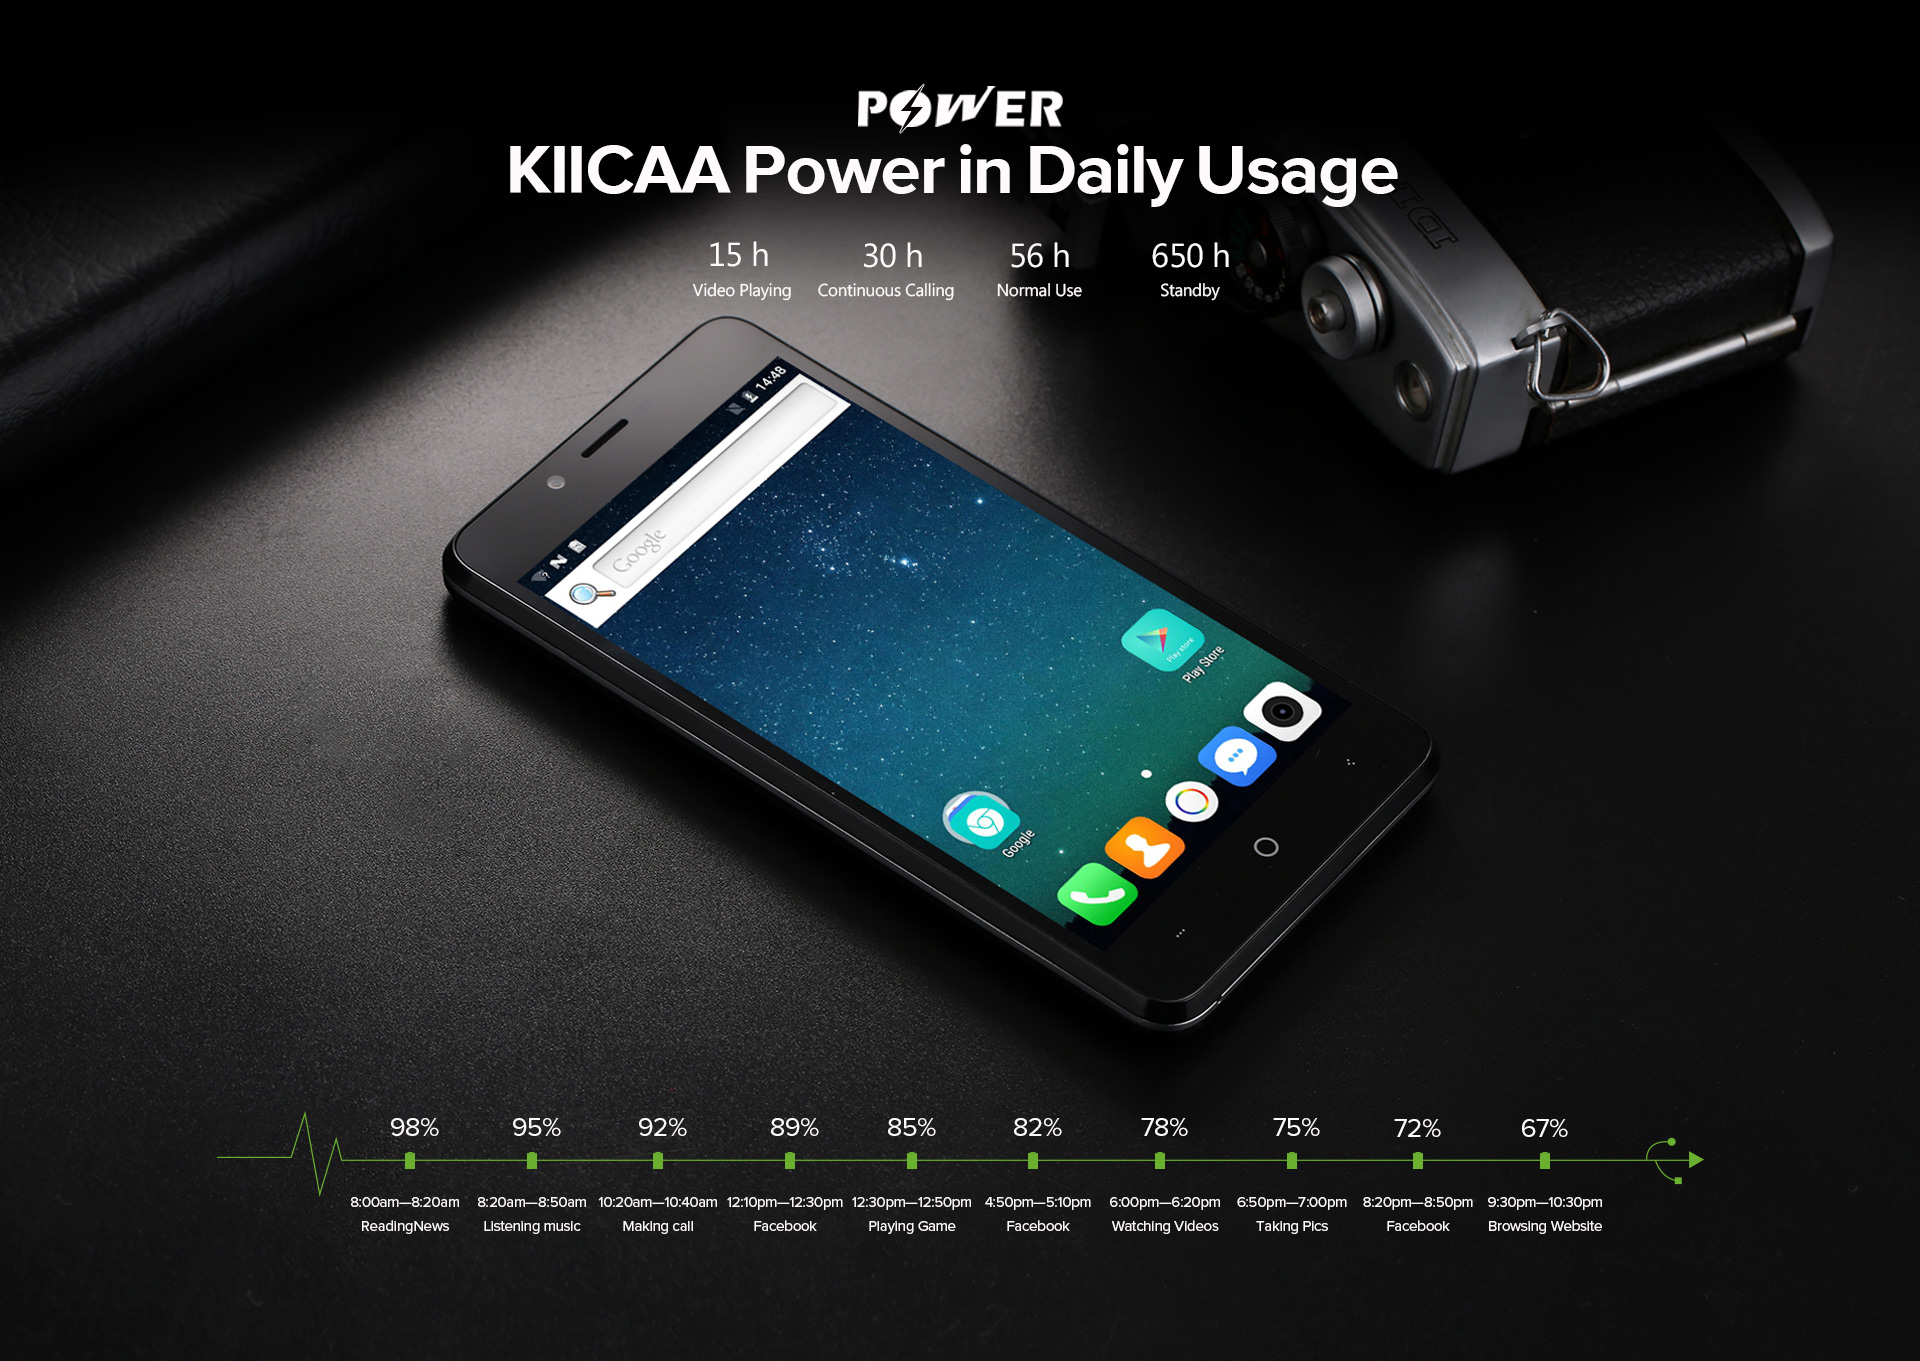 POWER
KIICAA Power in Daily Usage
15 h
30 h
56 h
650 h
Video Playing
Continuous Calling
Normal Use
Standby
14:48
Google
Play store
Play Store
Google
98%
95%
92%
89%
85%
82%
78%
75%
72%
67%
8:00am—8:20am
8:20am—8:50am
10:20am—10:40am
12:10pm—12:30pm
12:30pm—12:50pm
4:50pm—5:10pm
6:00pm—6:20pm
6:50pm—7:00pm
8:20pm—8:50pm
9:30pm—10:30pm
ReadingNews
Listening music
Making call
Facebook
Playing Game
Facebook
Watching Videos
Taking Pics
Facebook
Browsing Website